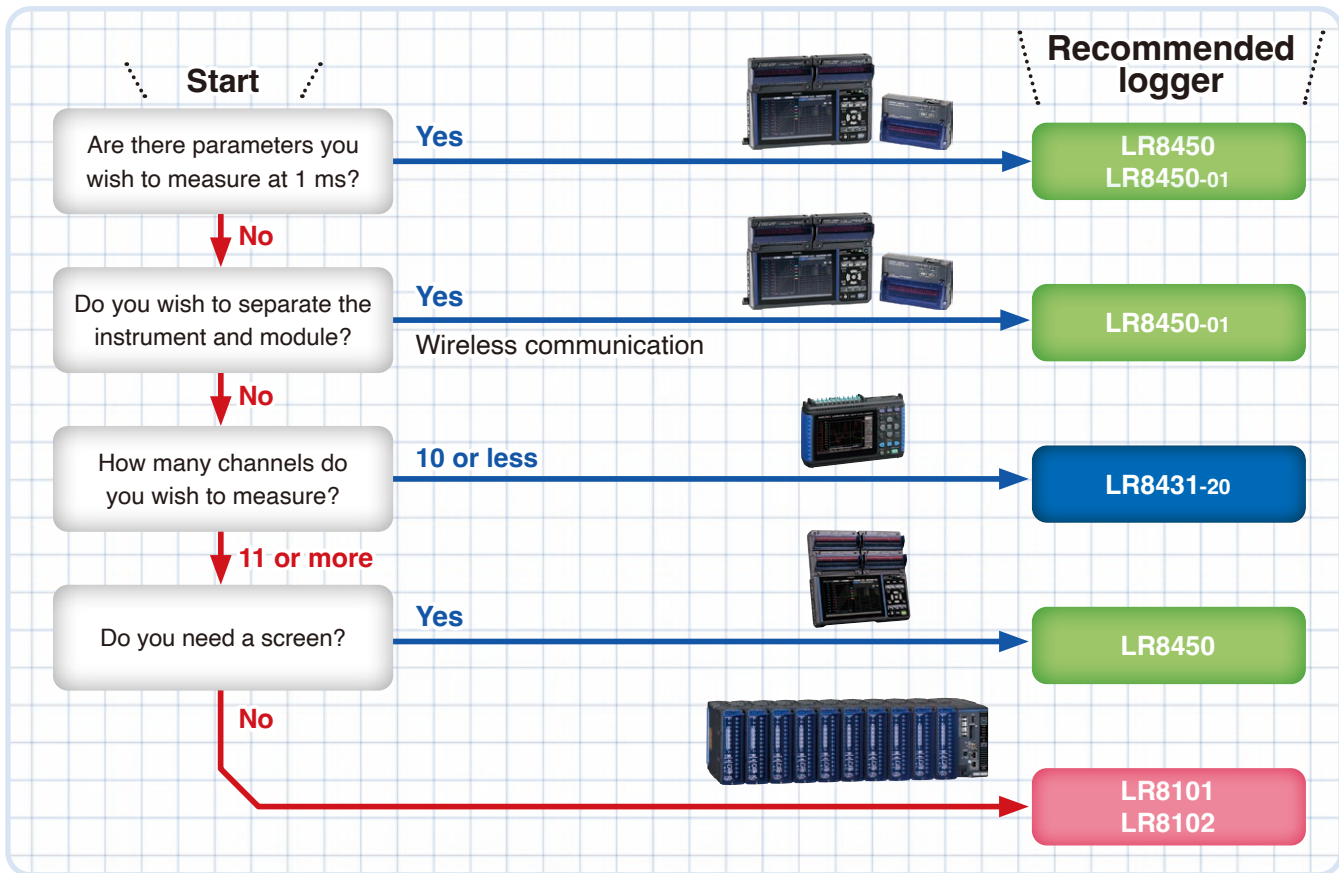 Start
Recommended
logger
Are there parameters you
wish to measure at 1 ms?
Yes
LR8450
LR8450-01
No
Do you wish to separate the
instrument and module?
Yes
Wireless communication
LR8450-01
No
How many channels do
you wish to measure?
10 or less
LR8431-20
11 or more
Do you need a screen?
Yes
LR8450
No
LR8101
LR8102